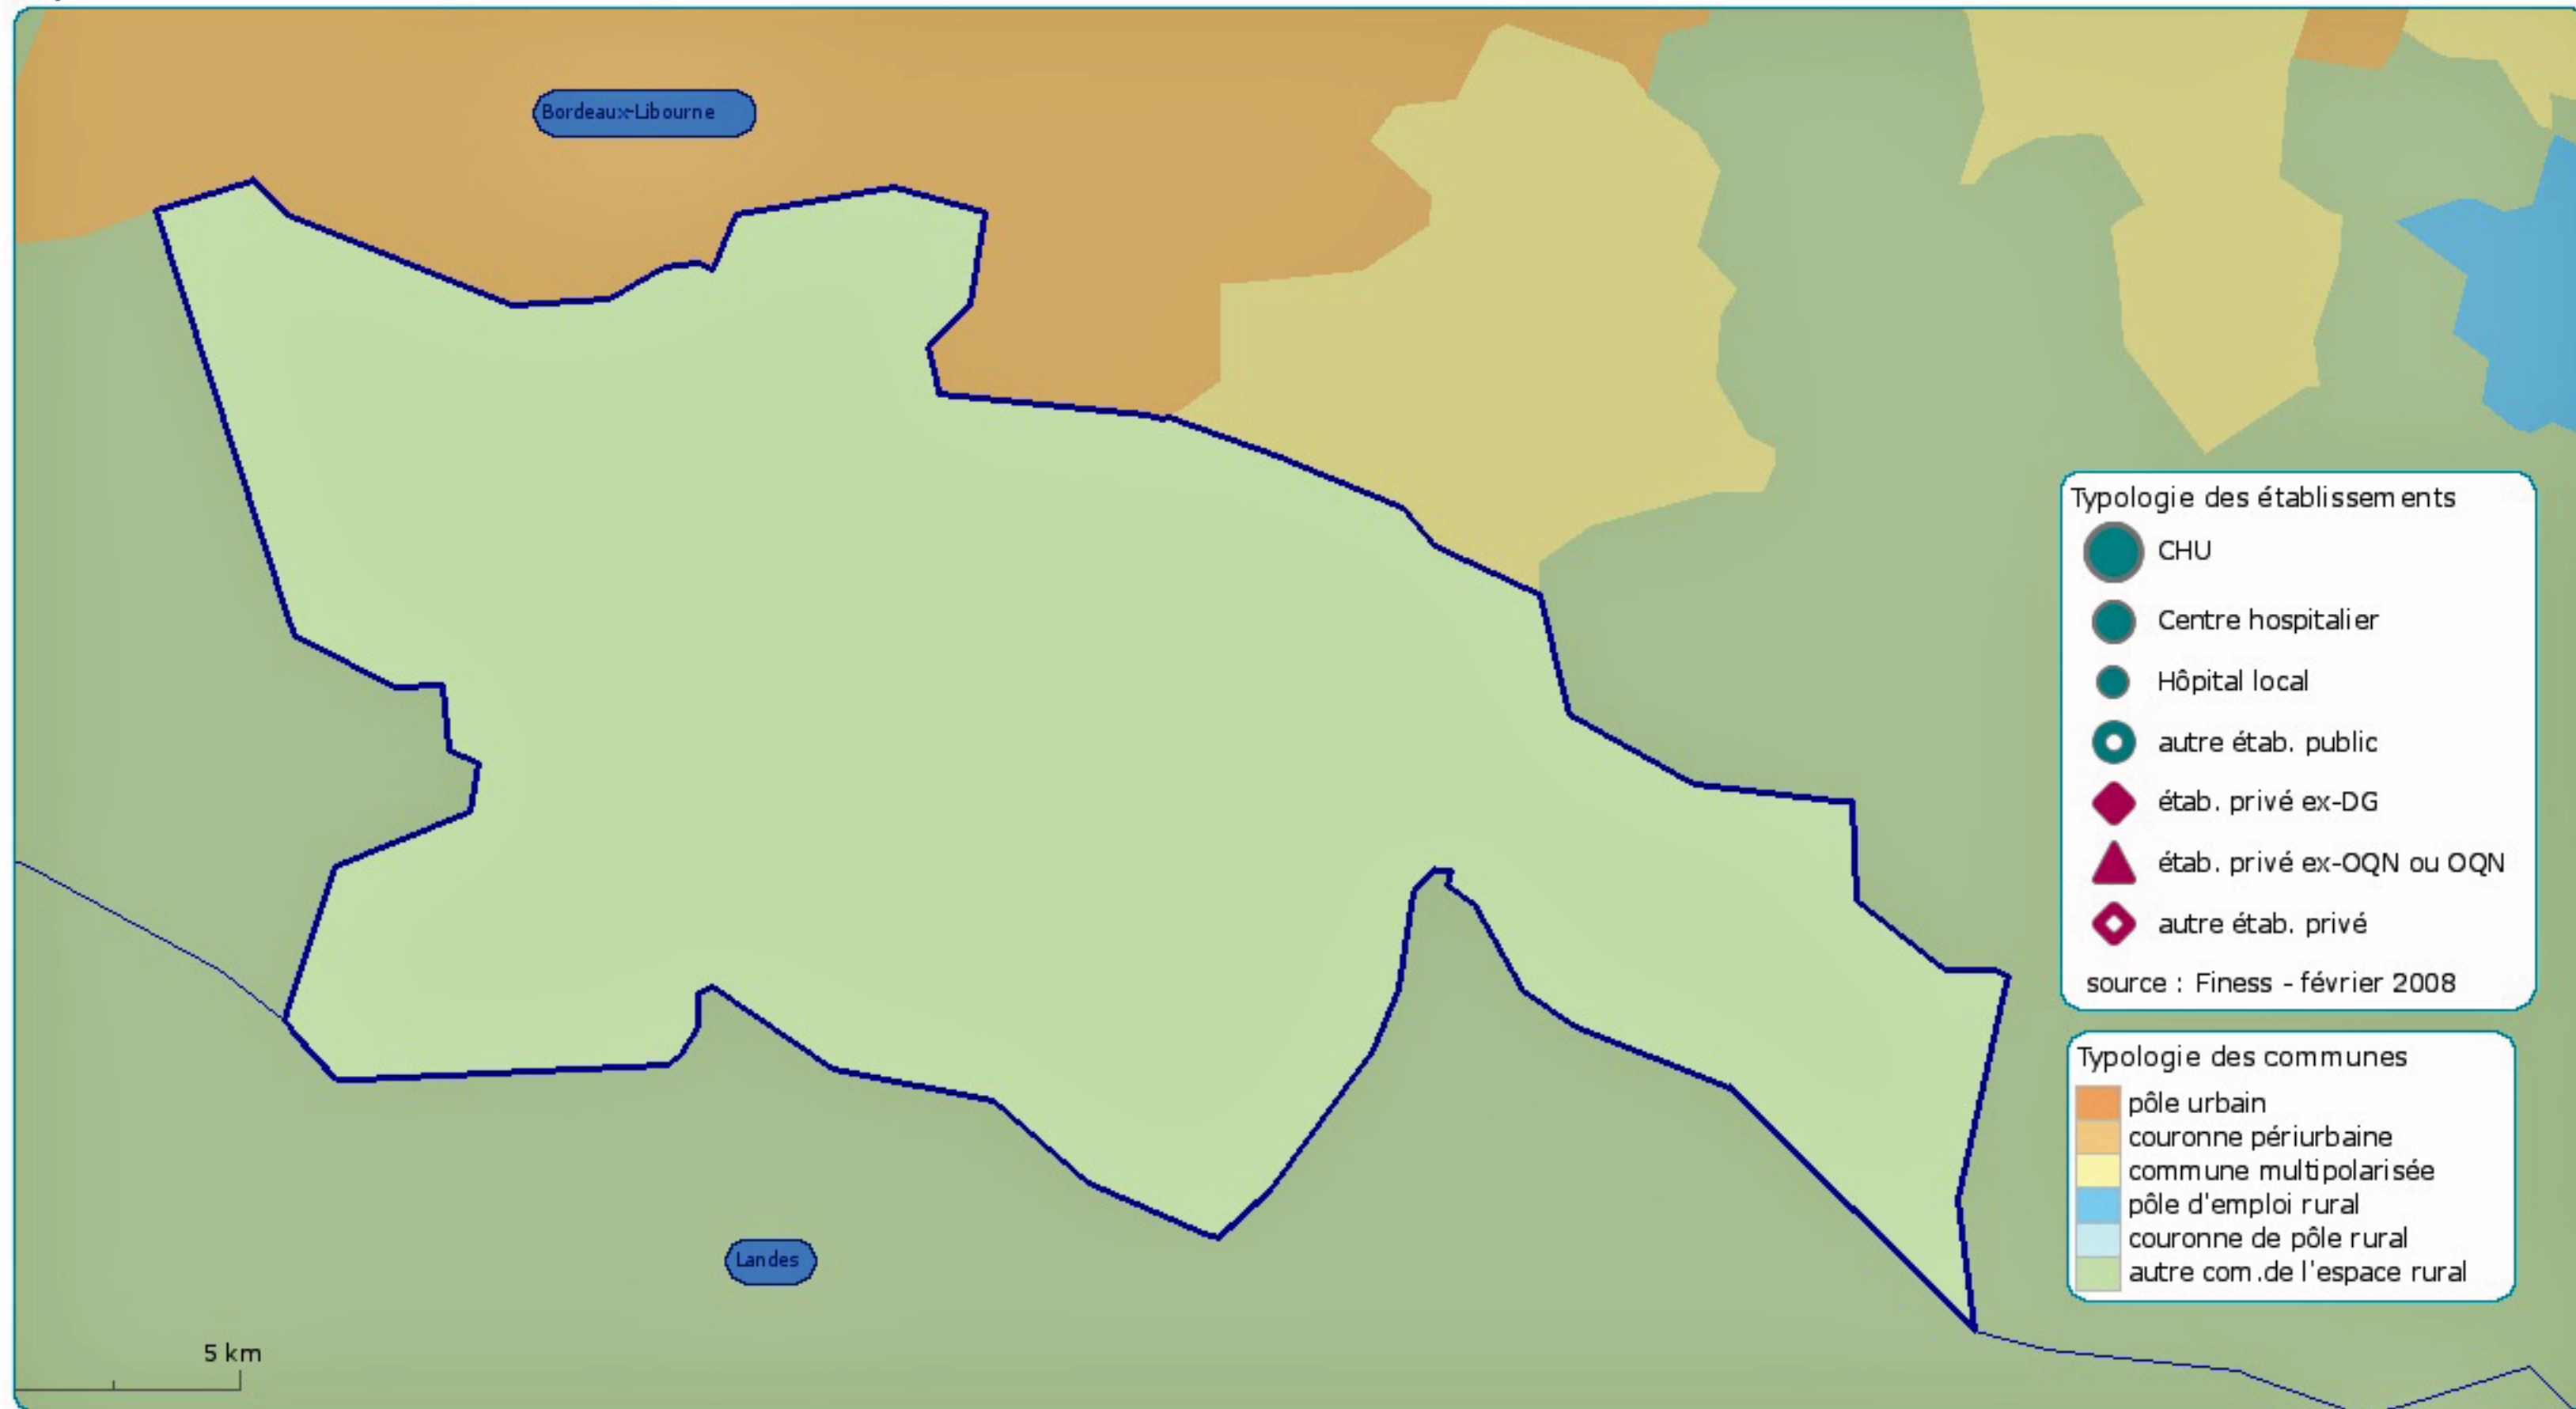 Bordeaux-Libourne
Typologie des établissements
CHU
Centre hospitalier
Hôpital local
autre étab. public
étab. privé ex-DG
étab. privé ex-OQN ou OQN
autre étab. privé
source : Finess - février 2008
Typologie des communes
pôle urbain
couronne périurbaine
commune multipolarisée
pôle d'emploi rural
couronne de pôle rural
autre com.de l'espace rural
Landes
5 km